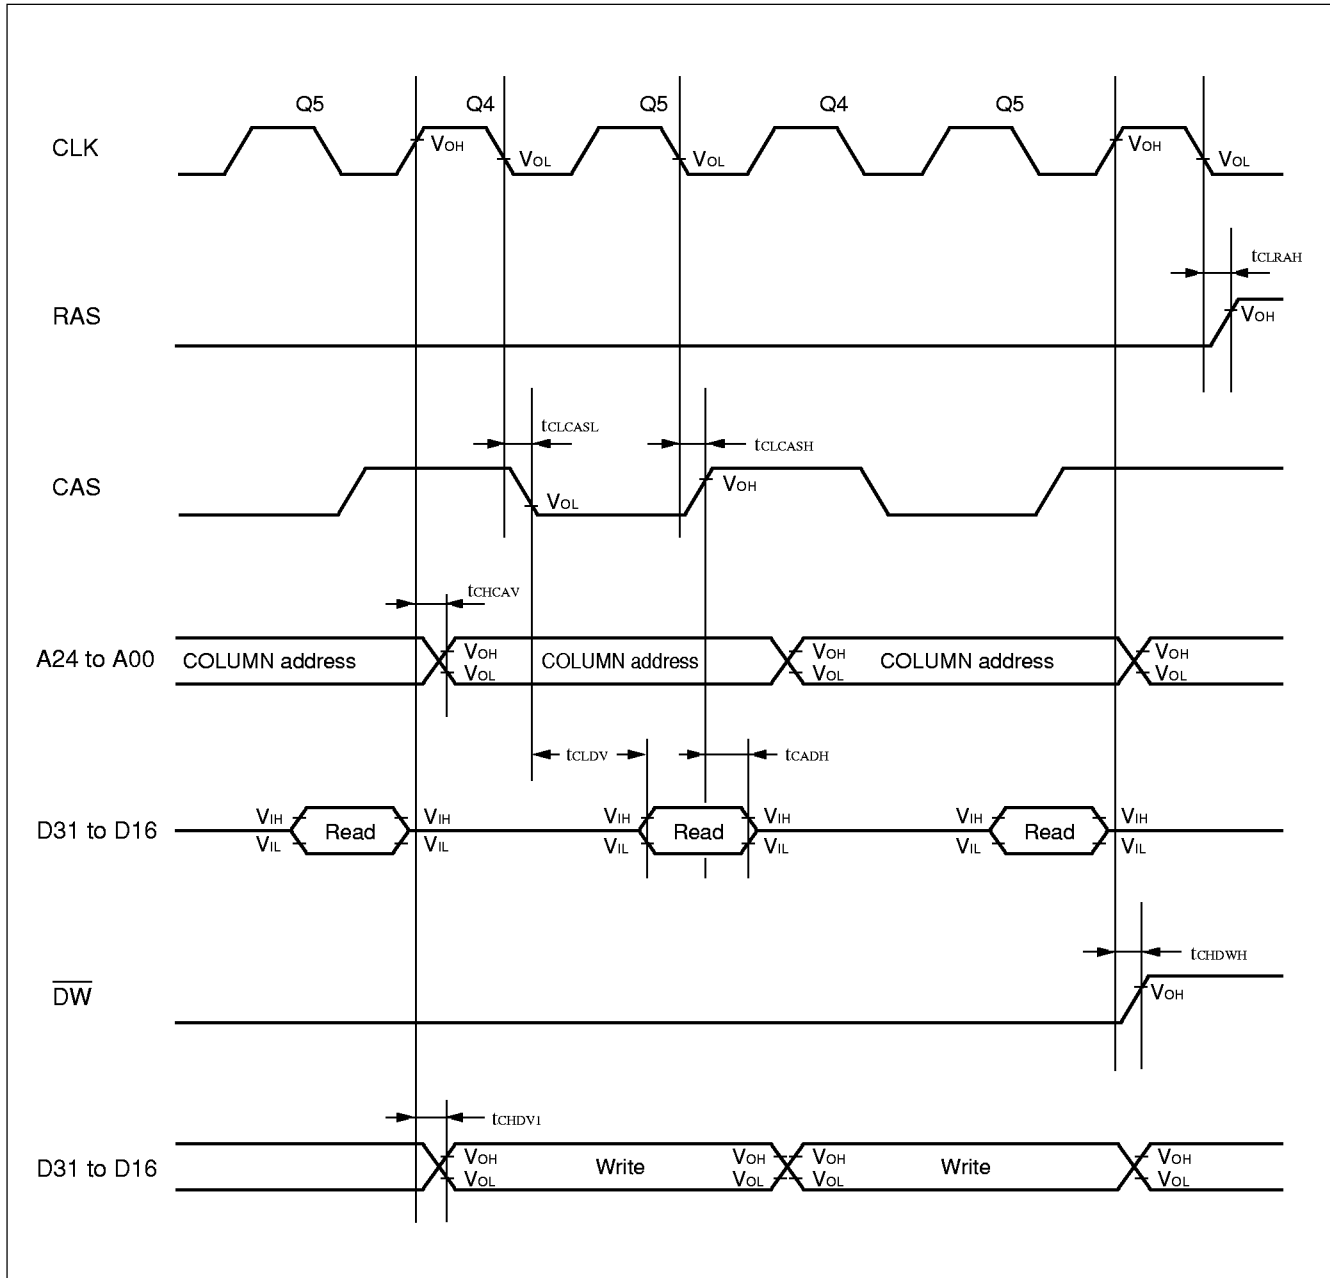 Q5 Q4 Q5 Q4 Q5
CLK VOH VOL VOL VOH VOL
tCLRAH
RAS VOH
tCLCASL tCLCASH
CAS VOL VOH
tCHCAV
A24 to A00 COLUMN address VOH COLUMN address VOH COLUMN address VOH
VOL VOL VOL
tCLDV tCADH
VIH VIH VIH VIH VIH VIH
D31 to D16 Read Read Read
VIL VIL VIL VIL VIL VIL
tCHDWH
DW VOH
tCHDV1
D31 to D16 VOH Write VOH VOH Write VOH
VOL VOL VOL VOL